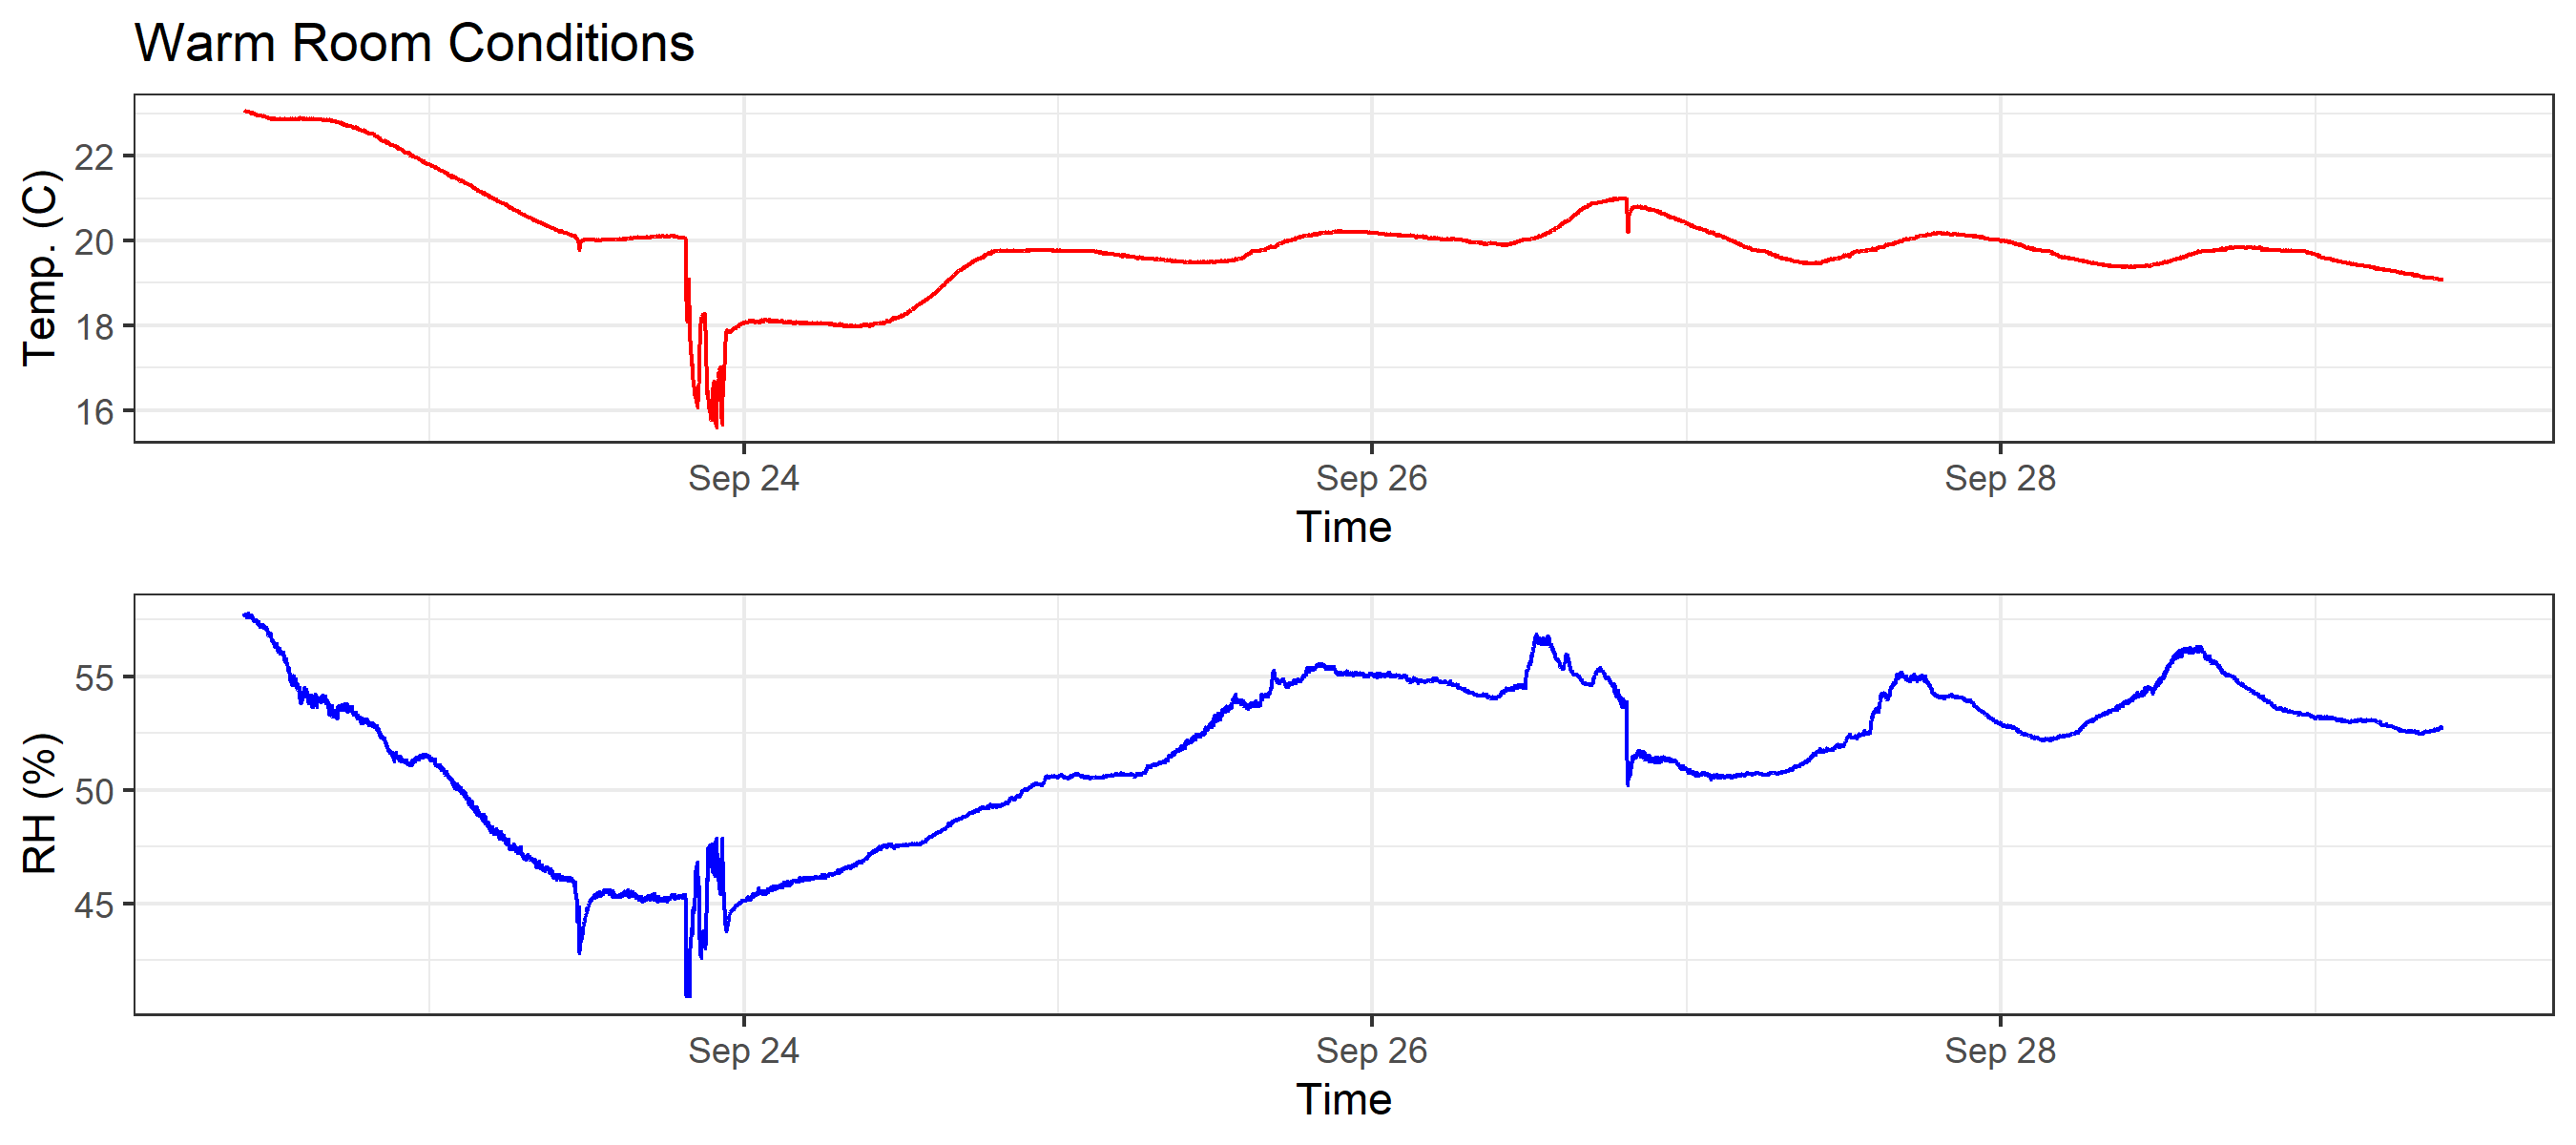 Warm Room Conditions
Temp. (C)
22
20
18
16
Sep 24 Sep 26 Sep 28
Time
RH (%)
55
50
45
Sep 24 Sep 26 Sep 28
Time